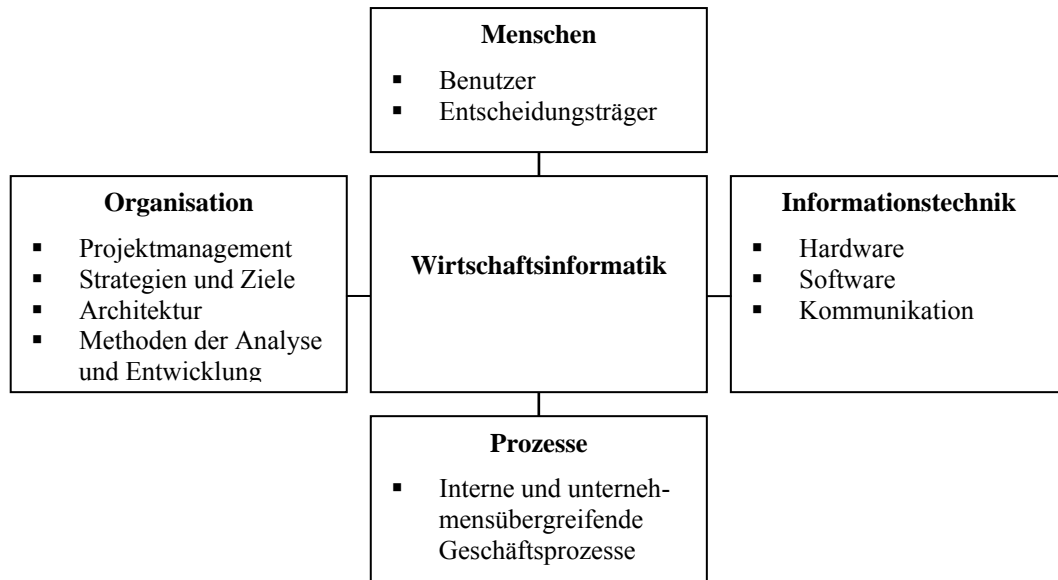 Menschen
▪ Benutzer
▪ Entscheidungsträger
Organisation
▪ Projektmanagement
▪ Strategien und Ziele
▪ Architektur
▪ Methoden der Analyse
und Entwicklung
Wirtschaftsinformatik
Informationstechnik
▪ Hardware
▪ Software
▪ Kommunikation
Prozesse
▪ Interne und unterneh-
mensübergreifende
Geschäftsprozesse